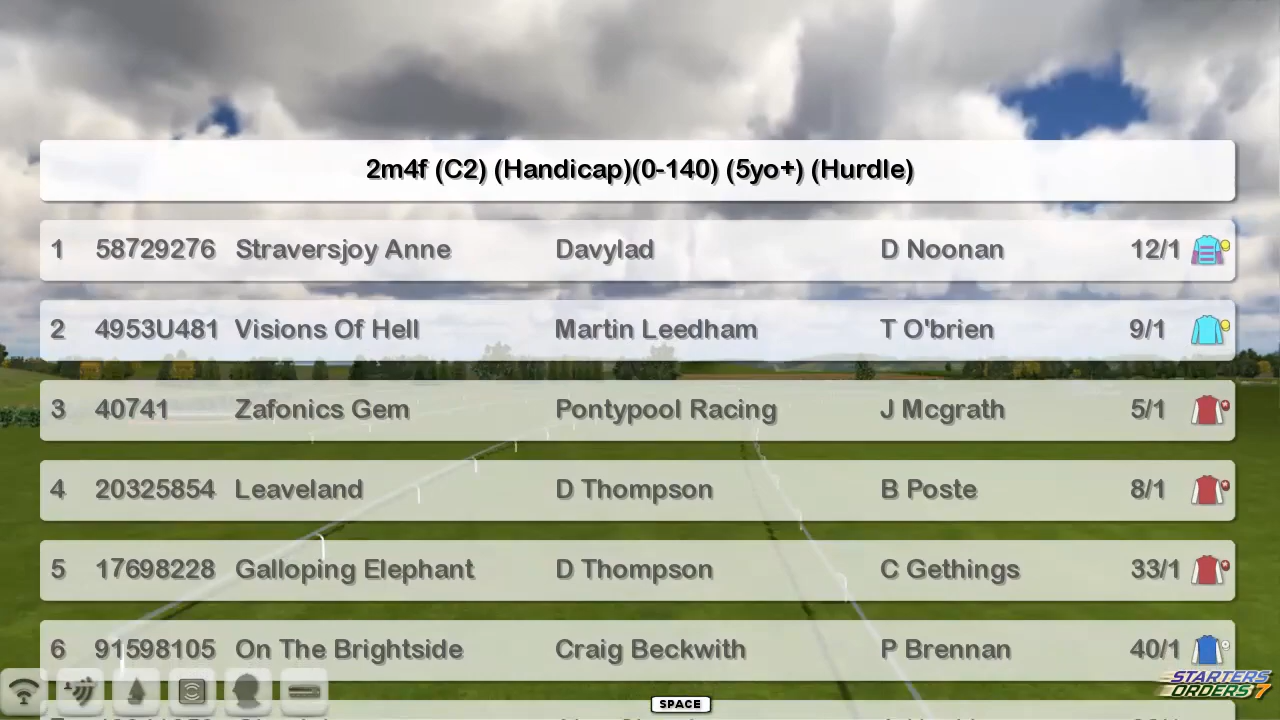 2m4f (C2) (Handicap)(0-140) (5yo+) (Hurdle)
1 58729276 Straversjoy Anne Davylad D Noonan 12/1
2 4953U481 Visions Of Hell Martin Leedham T O'brien 9/1
3 40741 Zafonics Gem Pontypool Racing J Mcgrath 5/1
4 20325854 Leaveland D Thompson B Poste 8/1
5 17698228 Galloping Elephant D Thompson C Gethings 33/1
6 91598105 On The Brightside Craig Beckwith P Brennan 40/1
STARTERS
ORDERS 7
SPACE